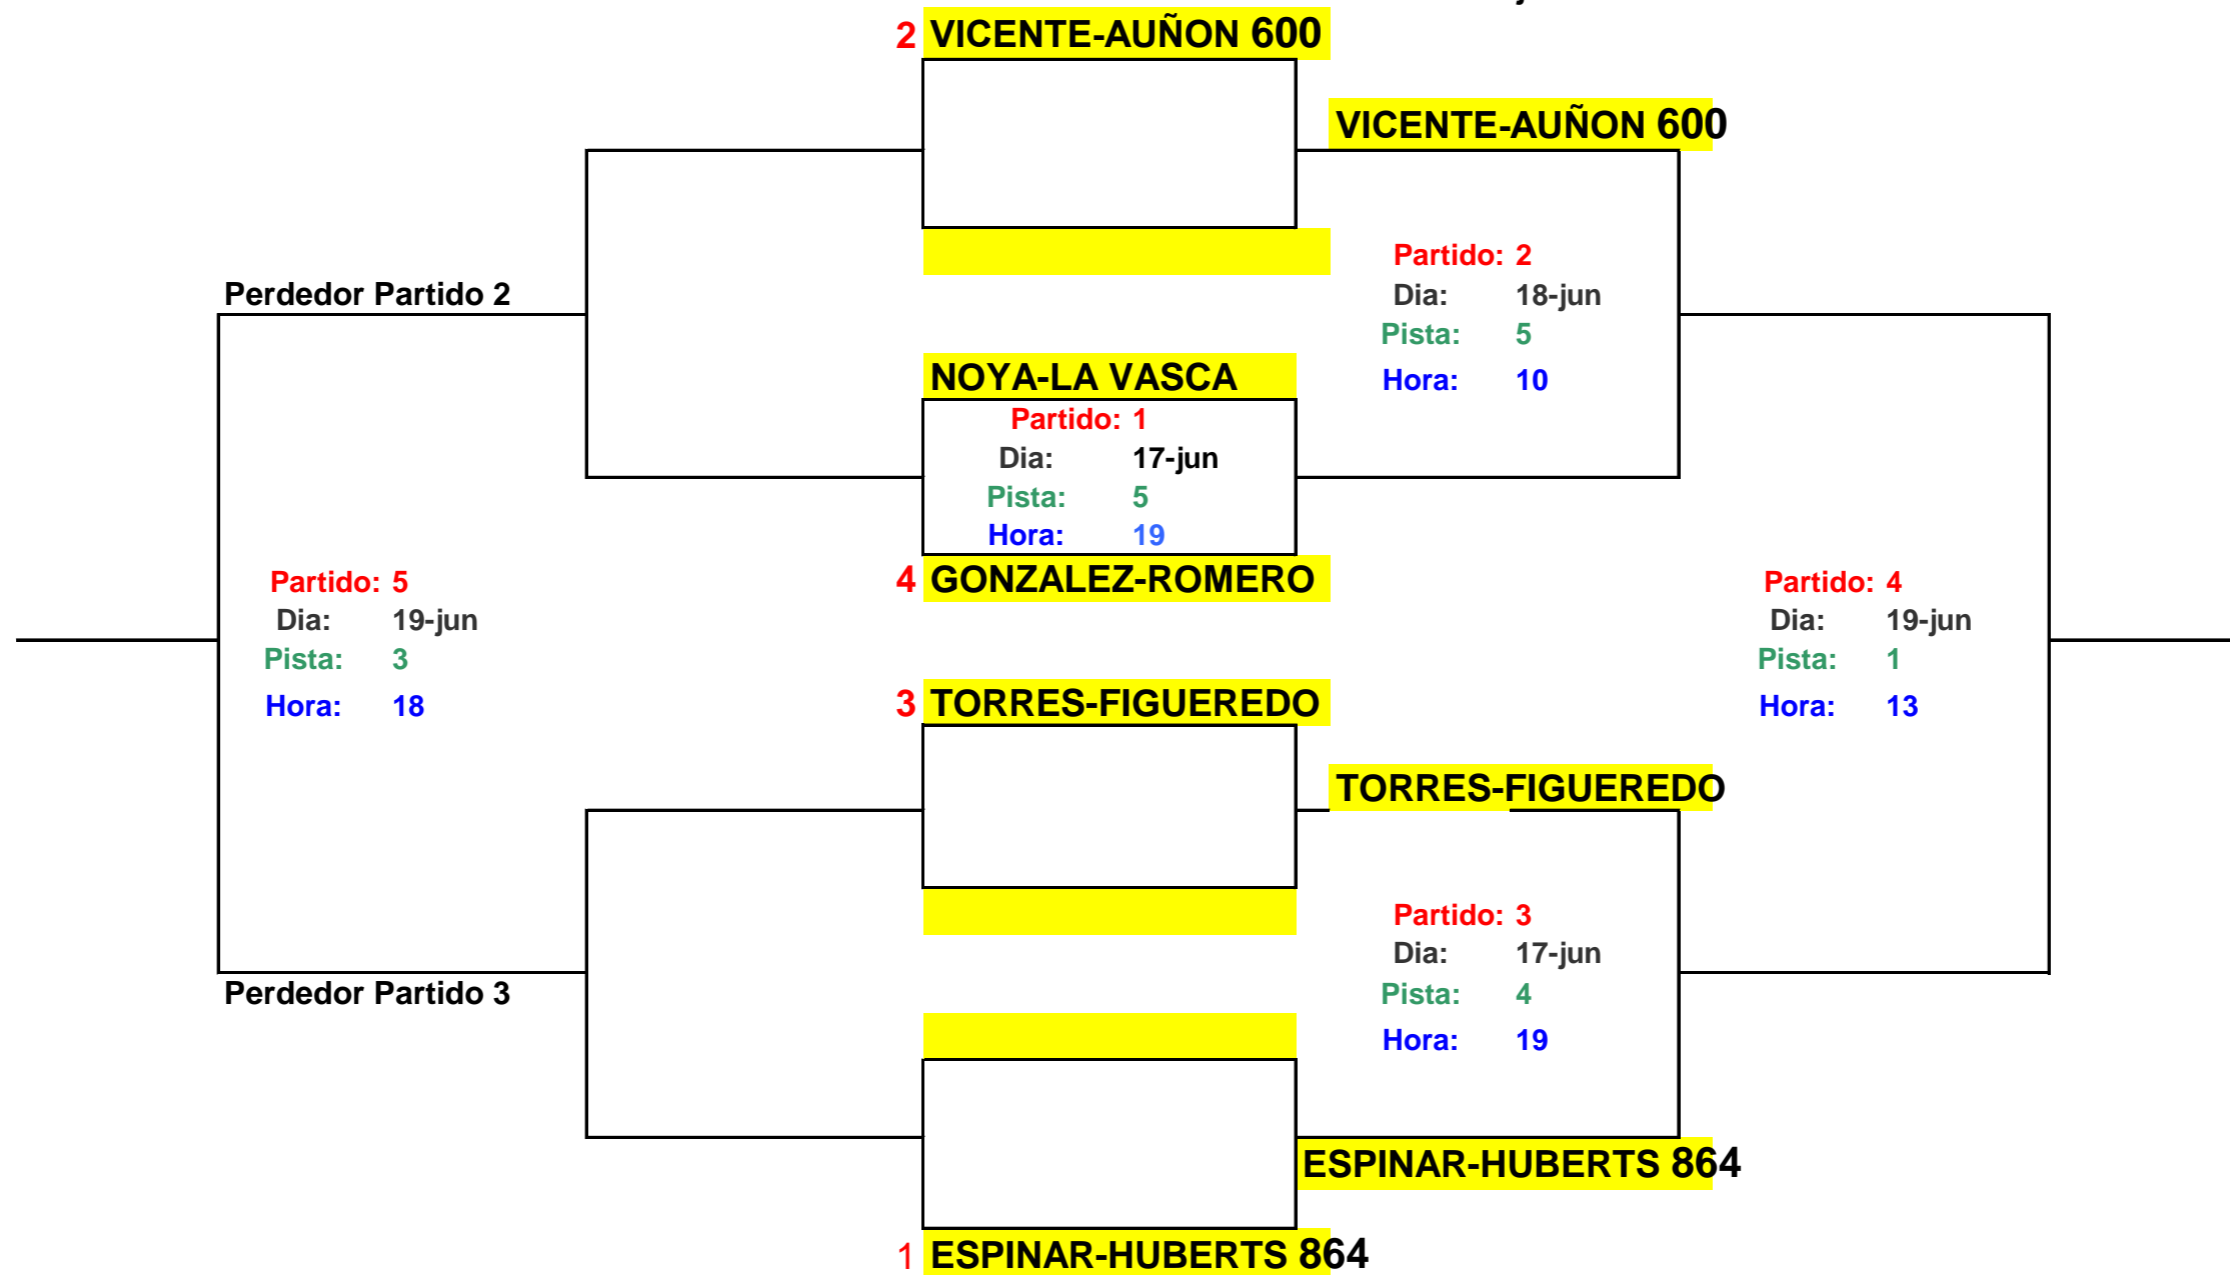 2 VICENTE-AUÑON 600
VICENTE-AUÑON 600
Partido: 2
Dia: 18-jun
Pista: 5
Hora: 10
Perdedor Partido 2
NOYA-LA VASCA
Partido: 1
Dia: 17-jun
Pista: 5
Hora: 19
4 GONZALEZ-ROMERO
Partido: 5
Dia: 19-jun
Pista: 3
Hora: 18
Partido: 4
Dia: 19-jun
Pista: 1
Hora: 13
3 TORRES-FIGUEREDO
TORRES-FIGUEREDO
Partido: 3
Dia: 17-jun
Pista: 4
Hora: 19
Perdedor Partido 3
ESPINAR-HUBERTS 864
1 ESPINAR-HUBERTS 864